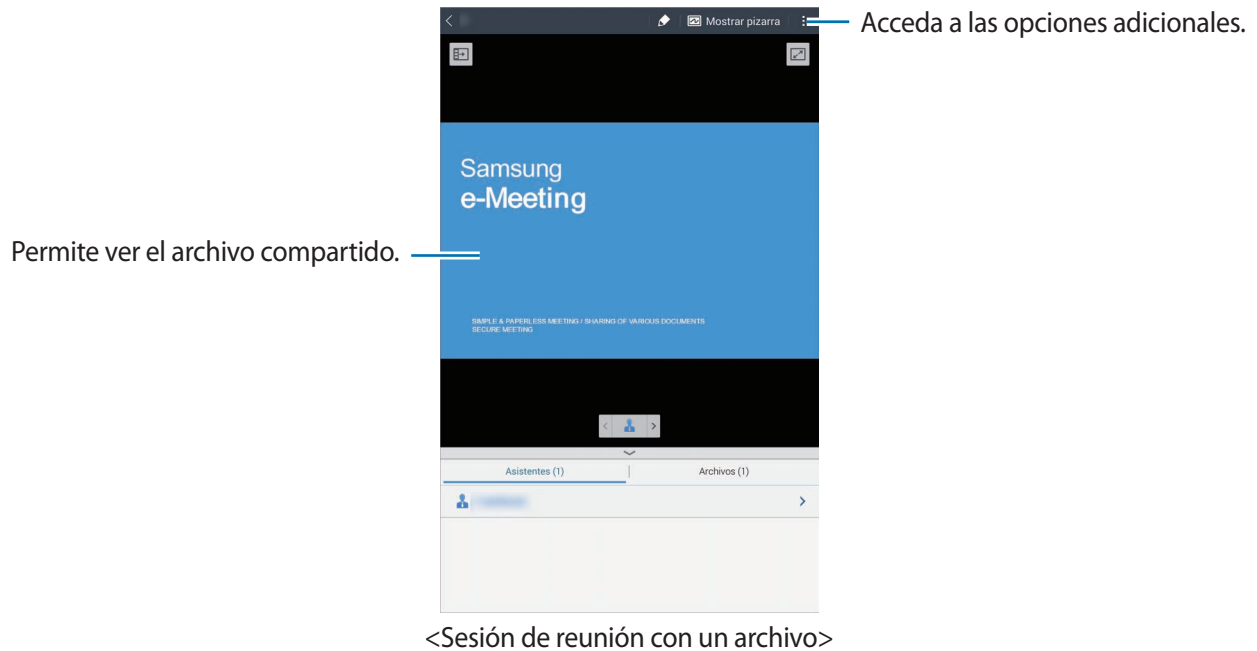 Mostrar pizarra
Acceda a las opciones adicionales.
Samsung
e-Meeting
Permite ver el archivo compartido.
SIMPLE & PAPERLESS MEETING / SHARING OF VARIOUS DOCUMENTS
SECURE MEETING
Asistentes (1)
Archivos (1)
<Sesión de reunión con un archivo>